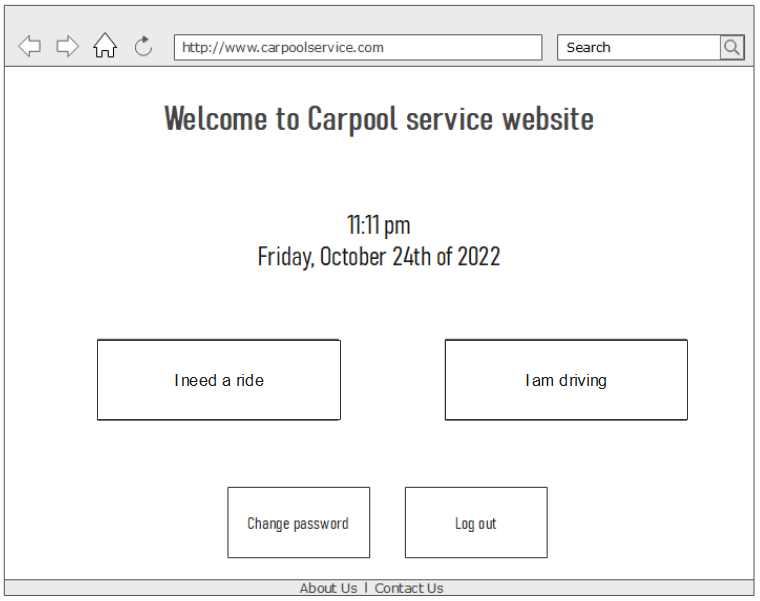 http://www.carpoolservice.com Search
Welcome to Carpool service website
11:11 pm
Friday, October 24th of 2022
I need a ride I am driving
Change password Log out
About Us | Contact Us